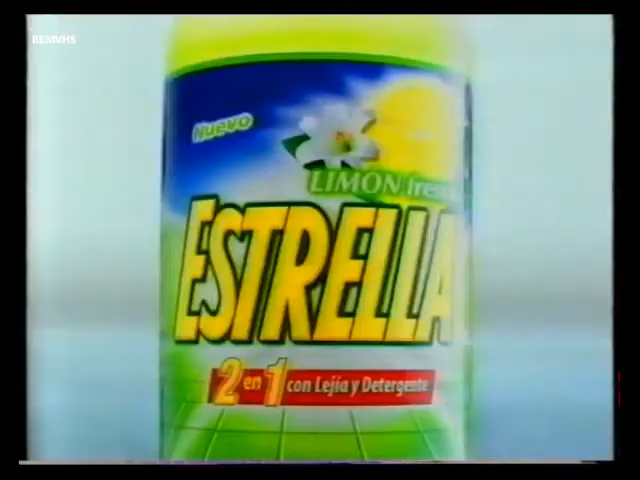 REMVHS
Nuevo
LIMON fres
ESTRELLA
2 en 1 con Lejía y Detergente